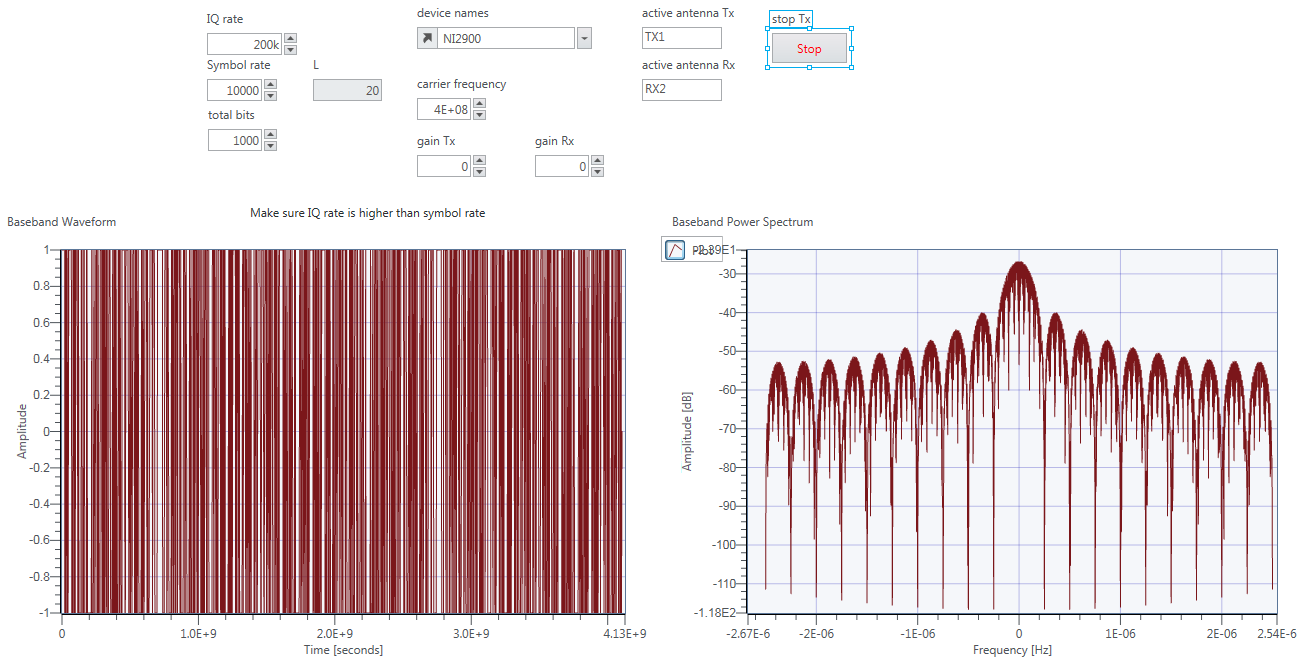 IQ rate
200k
Symbol rate
10000
L
20
total bits
1000
device names
NI2900
carrier frequency
4E+08
gain Tx
0
gain Rx
0
active antenna Tx
TX1
active antenna Rx
RX2
stop Tx
Stop
Make sure IQ rate is higher than symbol rate
Baseband Waveform
1
0.8
0.6
0.4
0.2
0
-0.2
-0.4
-0.6
-0.8
-1
Amplitude
0
1.0E+9
2.0E+9
3.0E+9
4.13E+9
Time [seconds]
Baseband Power Spectrum
-2.39E1
-30
-40
-50
-60
-70
-80
-90
-100
-110
-1.18E2
Amplitude [dB]
-2.67E-6
-2E-06
-1E-06
0
1E-06
2E-06
2.54E-6
Frequency [Hz]